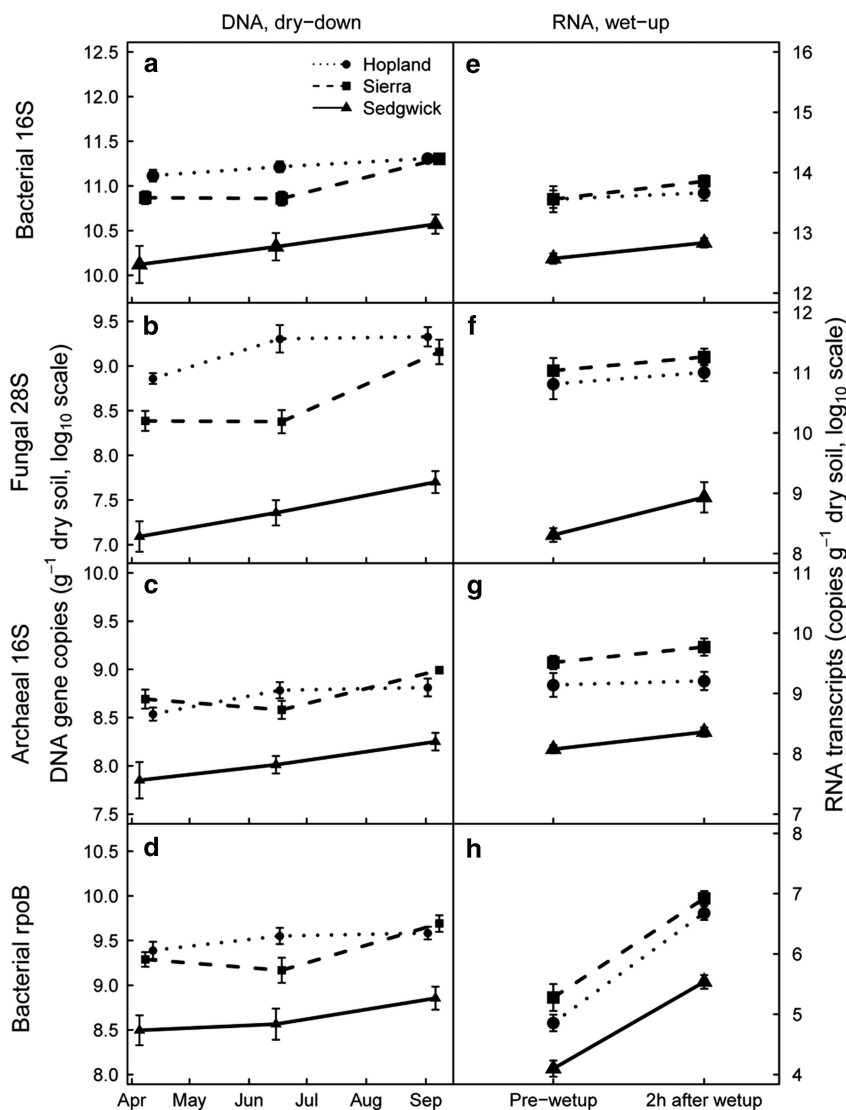 DNA, dry−down
RNA, wet−up
Bacterial 16S
Fungal 28S
Archaeal 16S
Bacterial rpoB
DNA gene copies (g⁻¹ dry soil, log₁₀ scale)
a
Hopland
Sierra
Sedgwick
12.5
12.0
11.5
11.0
10.5
10.0
e
16
15
14
13
12
b
9.5
9.0
8.5
8.0
7.5
7.0
f
12
11
10
9
8
c
10.0
9.5
9.0
8.5
8.0
7.5
g
11
10
9
8
7
d
10.5
10.0
9.5
9.0
8.5
8.0
h
8
7
6
5
4
RNA transcripts (copies g⁻¹ dry soil, log₁₀ scale)
Apr May Jun Jul Aug Sep
Pre−wetup 2h after wetup